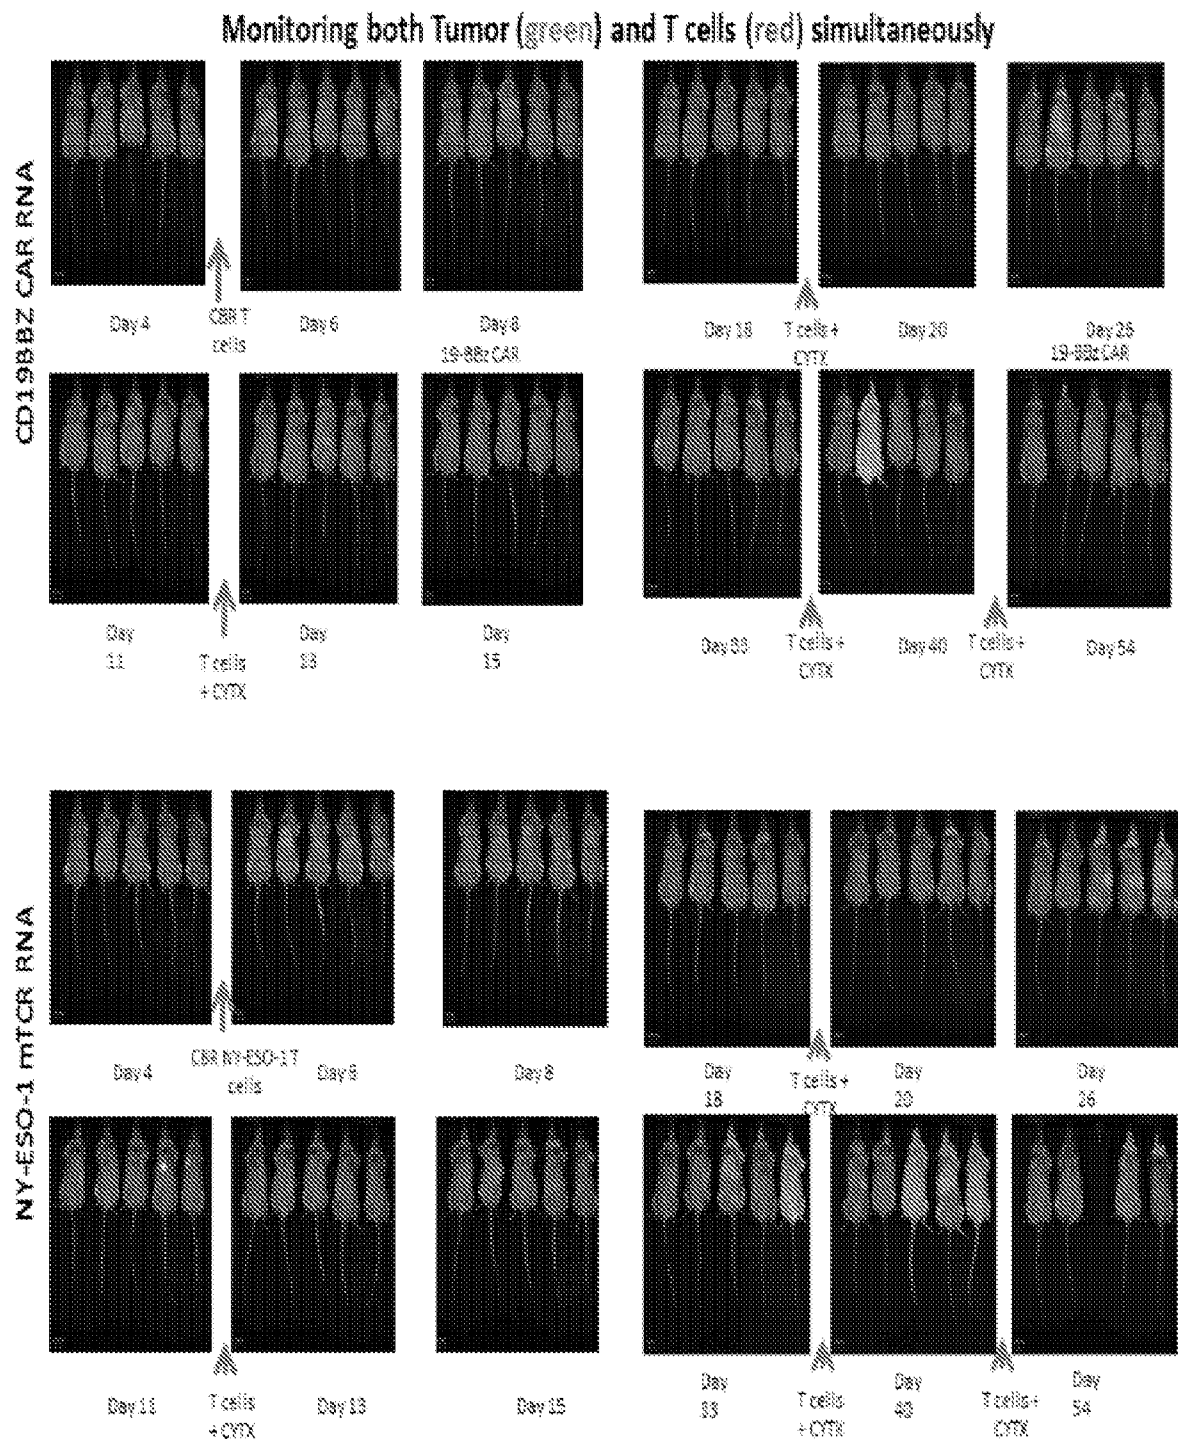 Monitoring both Tumor (green) and T cells (red) simultaneously
CD19BBZ CAR RNA
Day 4
CBR T
cells
Day 6
Day 8
19-BBz CAR
Day 18
T cells +
CYTX
Day 20
Day 26
19-BBz CAR
Day
11
T cells
+ CYTX
Day
13
Day
15
Day 33
T cells +
CYTX
Day 40
T cells +
CYTX
Day 54
NY-ESO-1 mTCR RNA
Day 4
CBR NY-ESO-1 T
cells
Day 6
Day 8
Day
18
T cells +
CYTX
Day
20
Day
26
Day 11
T cells
+ CYTX
Day 13
Day 15
Day
33
T cells +
+ CYTX
Day
40
T cells +
CYTX
Day
54